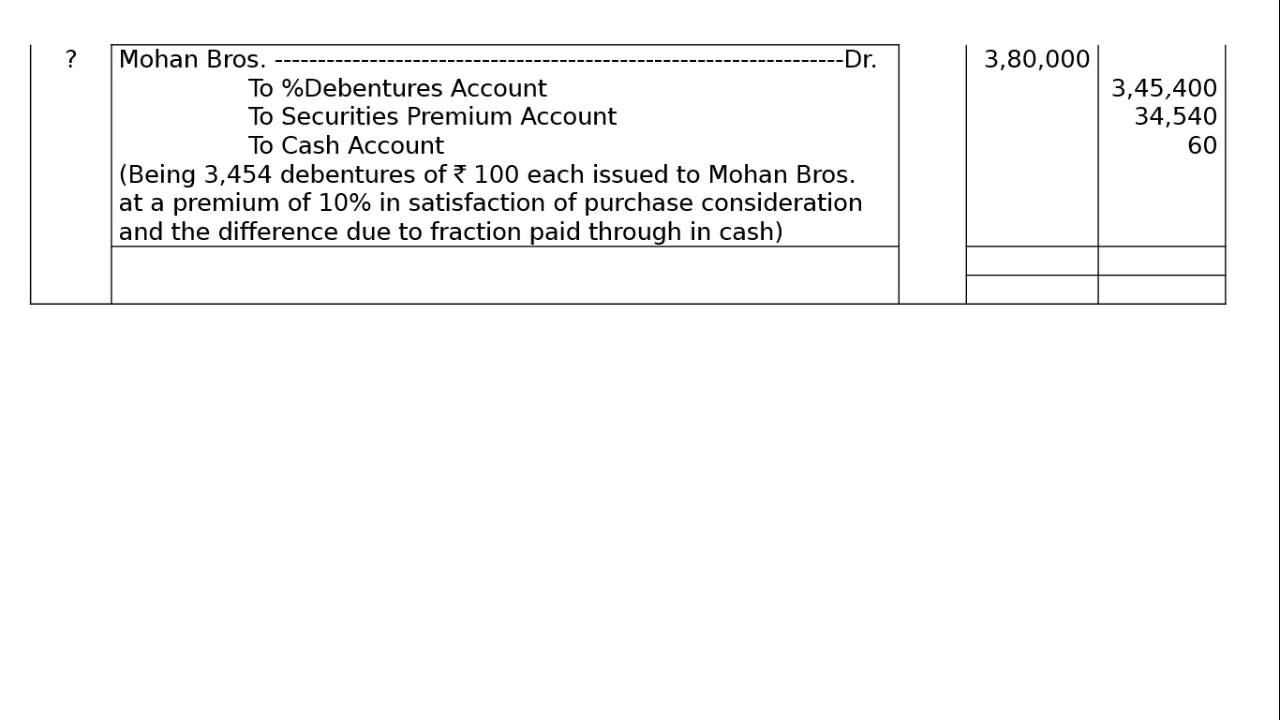 ? Mohan Bros. ------------------------------------------------------------------Dr. 3,80,000
To %Debentures Account 3,45,400
To Securities Premium Account 34,540
To Cash Account 60
(Being 3,454 debentures of ₹ 100 each issued to Mohan Bros.
at a premium of 10% in satisfaction of purchase consideration
and the difference due to fraction paid through in cash)